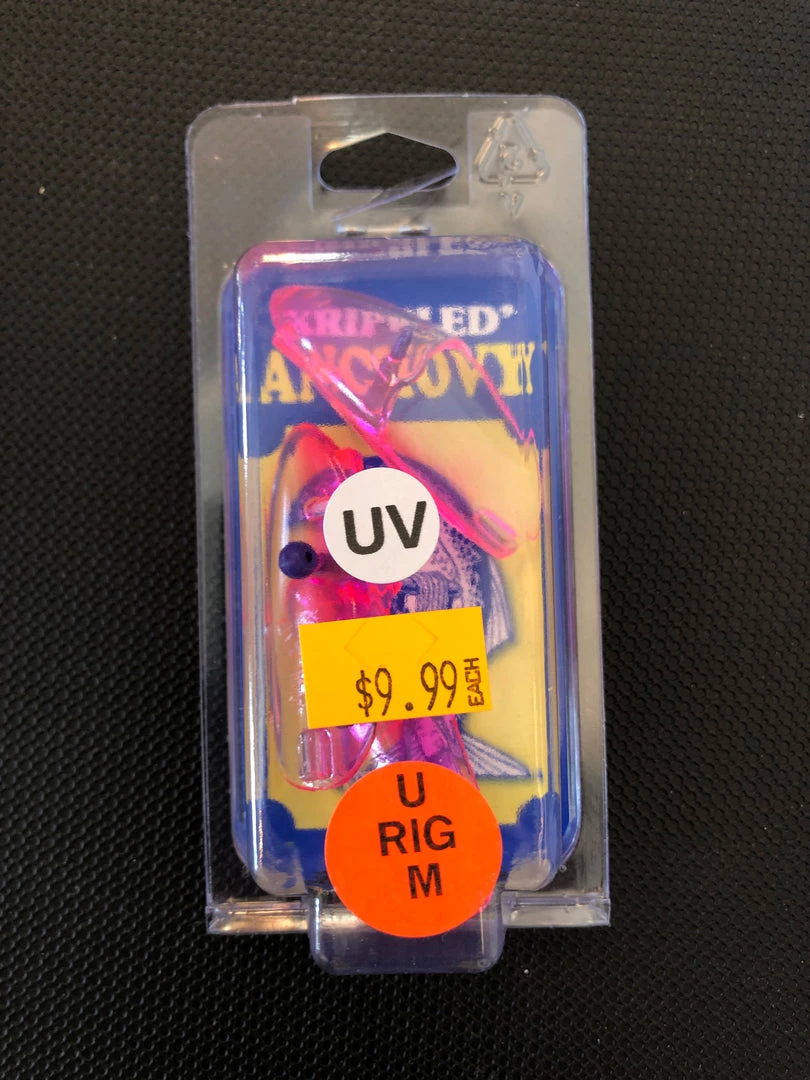 KRIPPLED
ANCHOVY
UV
$9.99 EACH
U
RIG
M